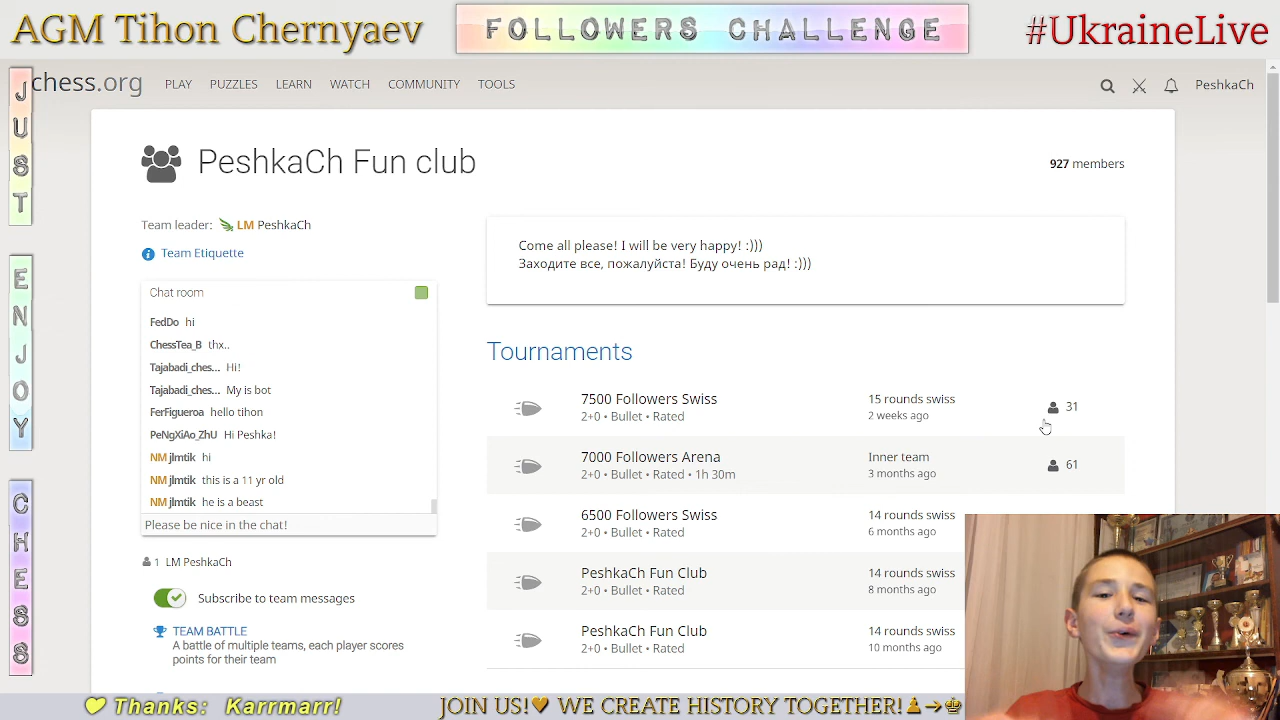 AGM Tihon Chernyaev
FOLLOWERS CHALLENGE
#UkraineLive
JUST
ENJOY
CHESS
chess.org
PLAY PUZZLES LEARN WATCH COMMUNITY TOOLS
PeshkaCh
PeshkaCh Fun club
927 members
Team leader: LM PeshkaCh
Team Etiquette
Come all please! I will be very happy! :)))
Заходите все, пожалуйста! Буду очень рад! :)))
Chat room
FedDo hi
ChessTea_B thx..
Tajabadi_ches... Hi!
Tajabadi_ches... My is bot
FerFigueroa hello tihon
PeNgXiAo_ZhU Hi Peshka!
NM jlmtik hi
NM jlmtik this is a 11 yr old
NM jlmtik he is a beast
Please be nice in the chat!
1 LM PeshkaCh
Subscribe to team messages
TEAM BATTLE
A battle of multiple teams, each player scores
points for their team
Tournaments
7500 Followers Swiss 15 rounds swiss 31
2+0 • Bullet • Rated 2 weeks ago
7000 Followers Arena Inner team 61
2+0 • Bullet • Rated • 1h 30m 3 months ago
6500 Followers Swiss 14 rounds swiss
2+0 • Bullet • Rated 6 months ago
PeshkaCh Fun Club 14 rounds swiss
2+0 • Bullet • Rated 8 months ago
PeshkaCh Fun Club 14 rounds swiss
2+0 • Bullet • Rated 10 months ago
Thanks: Karrmarr!
JOIN US!♥ WE CREATE HISTORY TOGETHER!♟→♚